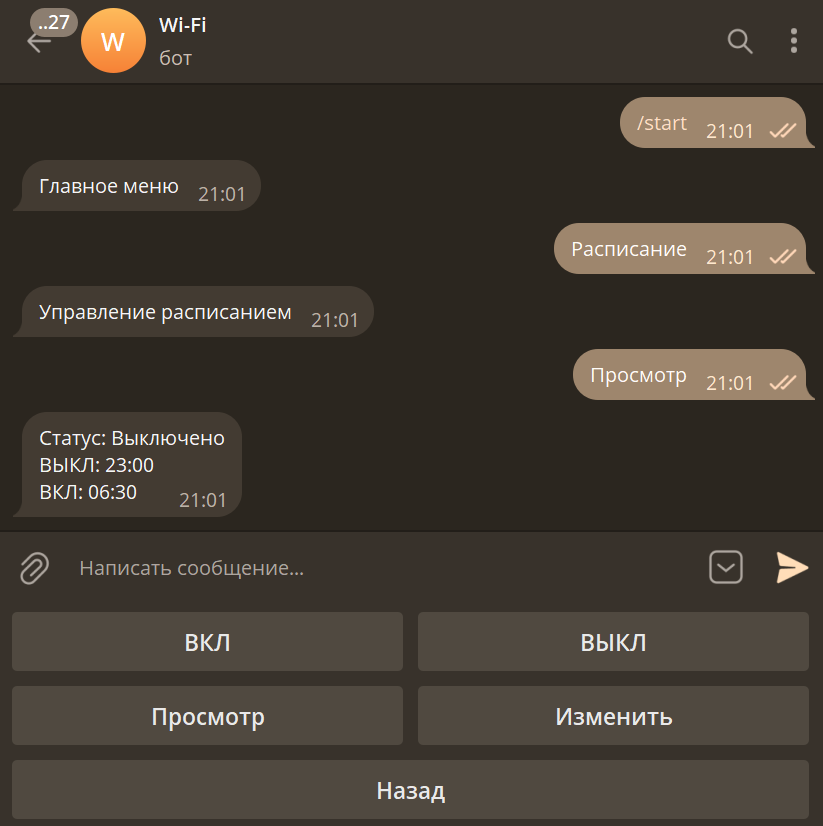 ..27
W
Wi-Fi
бот
/start 21:01
Главное меню 21:01
Расписание 21:01
Управление расписанием 21:01
Просмотр 21:01
Статус: Выключено
ВЫКЛ: 23:00
ВКЛ: 06:30 21:01
Написать сообщение...
ВКЛ
ВЫКЛ
Просмотр
Изменить
Назад